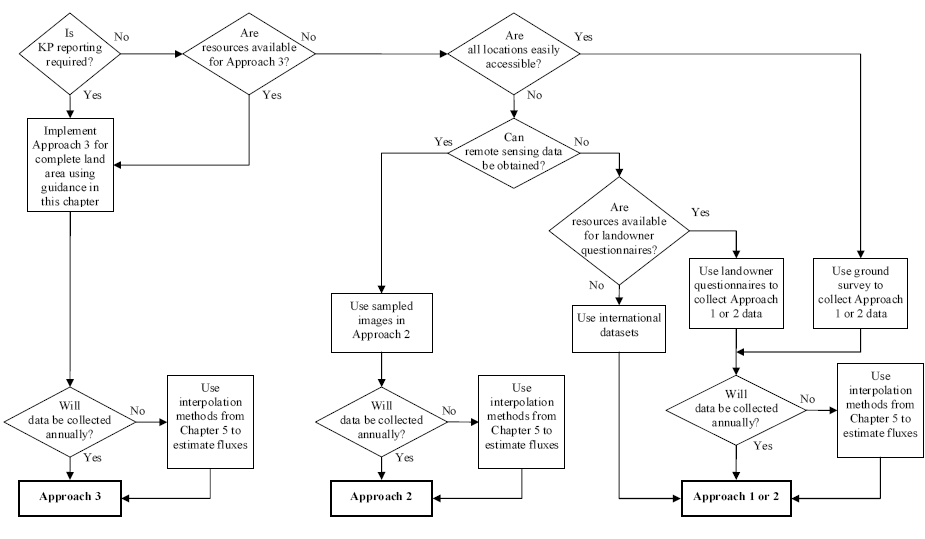 Is
KP reporting
required?
No
Yes
Are
resources available
for Approach 3?
No
Yes
Are
all locations easily
accessible?
Yes
No
Implement
Approach 3 for
complete land
area using
guidance in
this chapter
Can
remote sensing data
be obtained?
Yes
No
Are
resources available
for landowner
questionnaires?
Yes
No
Use sampled
images in
Approach 2
Use international
datasets
Use landowner
questionnaires to
collect Approach
1 or 2 data
Use ground
survey to
collect Approach
1 or 2 data
Will
data be collected
annually?
No
Yes
Use
interpolation
methods from
Chapter 5 to
estimate fluxes
Approach 3
Will
data be collected
annually?
No
Yes
Use
interpolation
methods from
Chapter 5 to
estimate fluxes
Approach 2
Will
data be collected
annually?
No
Yes
Use
interpolation
methods from
Chapter 5 to
estimate fluxes
Approach 1 or 2